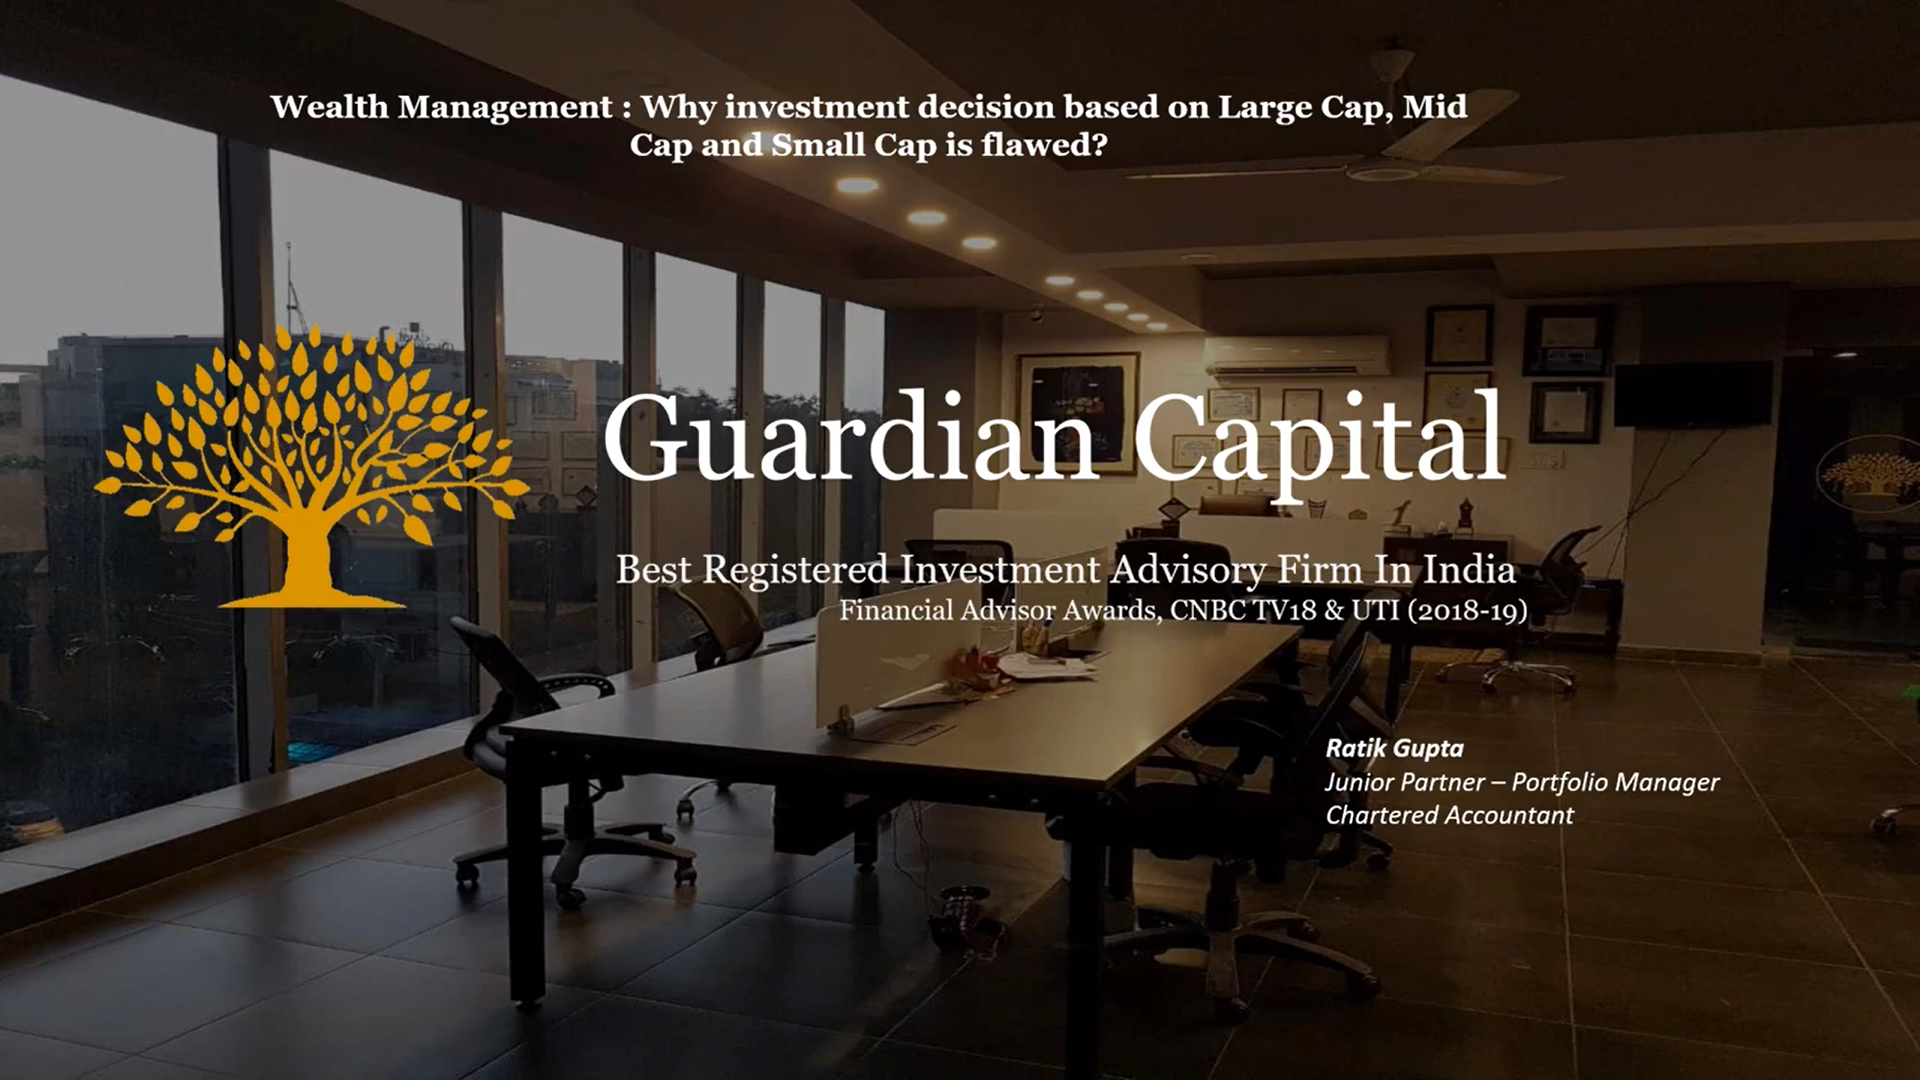 Wealth Management : Why investment decision based on Large Cap, Mid
Cap and Small Cap is flawed?
Guardian Capital
Best Registered Investment Advisory Firm In India
Financial Advisor Awards, CNBC TV18 & UTI (2018-19)
Ratik Gupta
Junior Partner – Portfolio Manager
Chartered Accountant